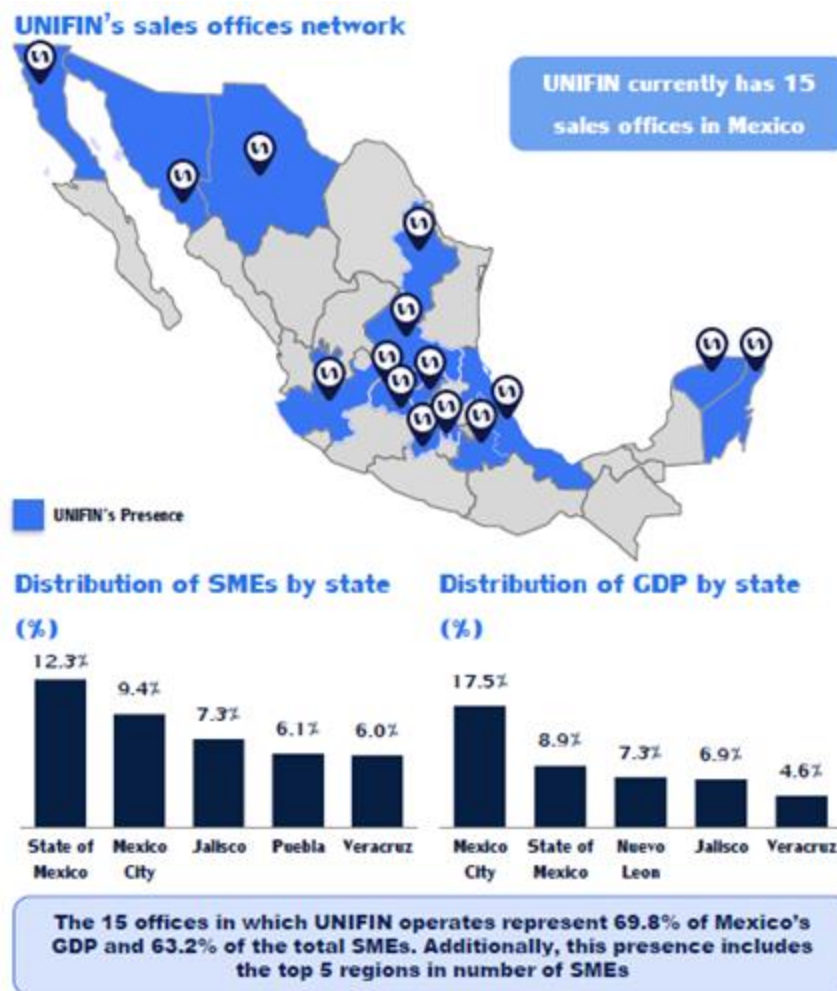 UNIFIN's sales offices network
UNIFIN currently has 15
sales offices in Mexico
UNIFIN's Presence
Distribution of SMEs by state
(%)
12.3%
9.4%
7.3%
6.1%
6.0%
State of
Mexico
Mexico
City
Jalisco
Puebla
Veracruz
Distribution of GDP by state
(%)
17.5%
8.9%
7.3%
6.9%
4.6%
Mexico
City
State of
Mexico
Nuevo
Leon
Jalisco
Veracruz
The 15 offices in which UNIFIN operates represent 69.8% of Mexico's
GDP and 63.2% of the total SMEs. Additionally, this presence includes
the top 5 regions in number of SMEs